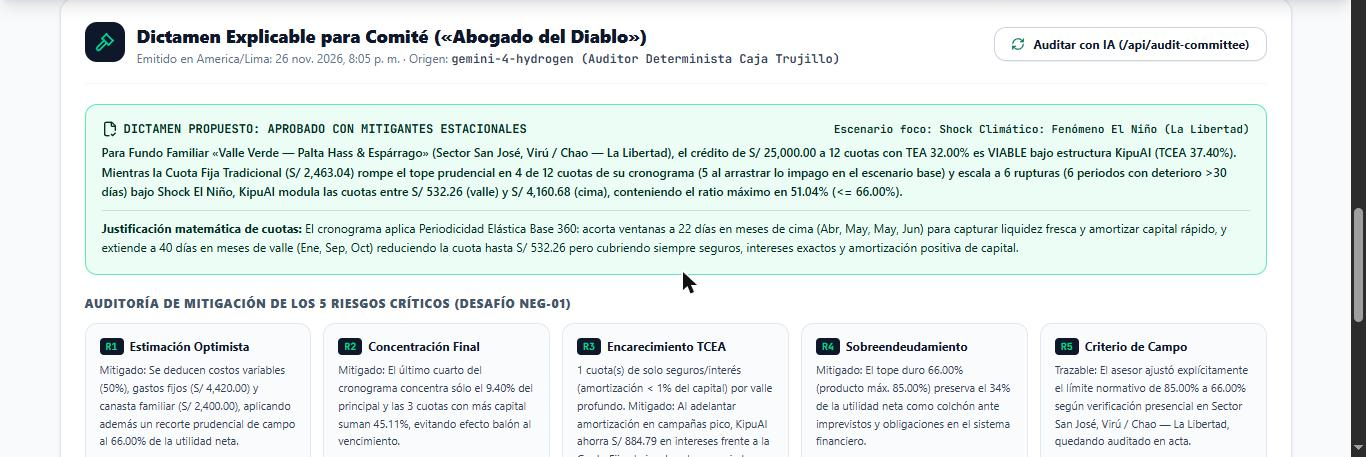 Dictamen Explicable para Comité («Abogado del Diablo»)
Emitido en America/Lima: 26 nov. 2026, 8:05 p. m. · Origen: gemini-4-hydrogen (Auditor Determinista Caja Trujillo)
Auditar con IA (/api/audit-committee)
DICTAMEN PROPUESTO: APROBADO CON MITIGANTES ESTACIONALES
Escenario foco: Shock Climático: Fenómeno El Niño (La Libertad)
Para Fundo Familiar «Valle Verde — Palta Hass & Espárrago» (Sector San José, Virú / Chao — La Libertad), el crédito de S/ 25,000.00 a 12 cuotas con TEA 32.00% es VIABLE bajo estructura KipuAI (TCEA 37.40%).
Mientras la Cuota Fija Tradicional (S/ 2,463.04) rompe el tope prudencial en 4 de 12 cuotas de su cronograma (5 al arrastrar lo impago en el escenario base) y escala a 6 rupturas (6 periodos con deterioro >30
días) bajo Shock El Niño, KipuAI modula las cuotas entre S/ 532.26 (valle) y S/ 4,160.68 (cima), conteniendo el ratio máximo en 51.04% (<= 66.00%).
Justificación matemática de cuotas: El cronograma aplica Periodicidad Elástica Base 360: acorta ventanas a 22 días en meses de cima (Abr, May, May, Jun) para capturar liquidez fresca y amortizar capital rápido, y
extiende a 40 días en meses de valle (Ene, Sep, Oct) reduciendo la cuota hasta S/ 532.26 pero cubriendo siempre seguros, intereses exactos y amortización positiva de capital.
AUDITORÍA DE MITIGACIÓN DE LOS 5 RIESGOS CRÍTICOS (DESAFÍO NEG-01)
R1 Estimación Optimista
Mitigado: Se deducen costos variables
(50%), gastos fijos (S/ 4,420.00) y
canasta familiar (S/ 2,400.00), aplicando
además un recorte prudencial de campo
al 66.00% de la utilidad neta.
R2 Concentración Final
Mitigado: El último cuarto del
cronograma concentra sólo el 9.40% del
principal y las 3 cuotas con más capital
suman 45.11%, evitando efecto balón al
vencimiento.
R3 Encarecimiento TCEA
1 cuota(s) de solo seguros/interés
(amortización < 1% del capital) por valle
profundo. Mitigado: Al adelantar
amortización en campañas pico, KipuAI
ahorra S/ 884.79 en intereses frente a la
R4 Sobreendeudamiento
Mitigado: El tope duro 66.00%
(producto máx. 85.00%) preserva el 34%
de la utilidad neta como colchón ante
imprevistos y obligaciones en el sistema
financiero.
R5 Criterio de Campo
Trazable: El asesor ajustó explícitamente
el límite normativo de 85.00% a 66.00%
según verificación presencial en Sector
San José, Virú / Chao — La Libertad,
quedando auditado en acta.